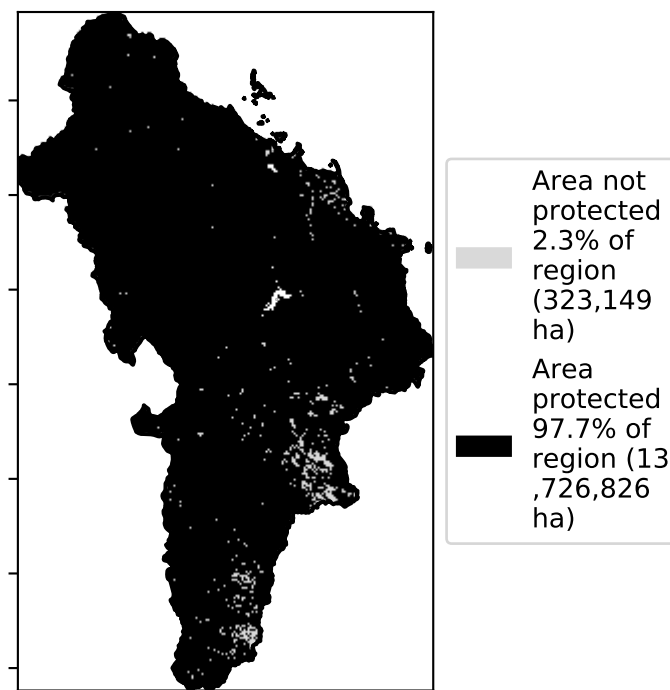 Area not
protected
2.3% of
region
(323,149
ha)
Area
protected
97.7% of
region (13
,726,826
ha)